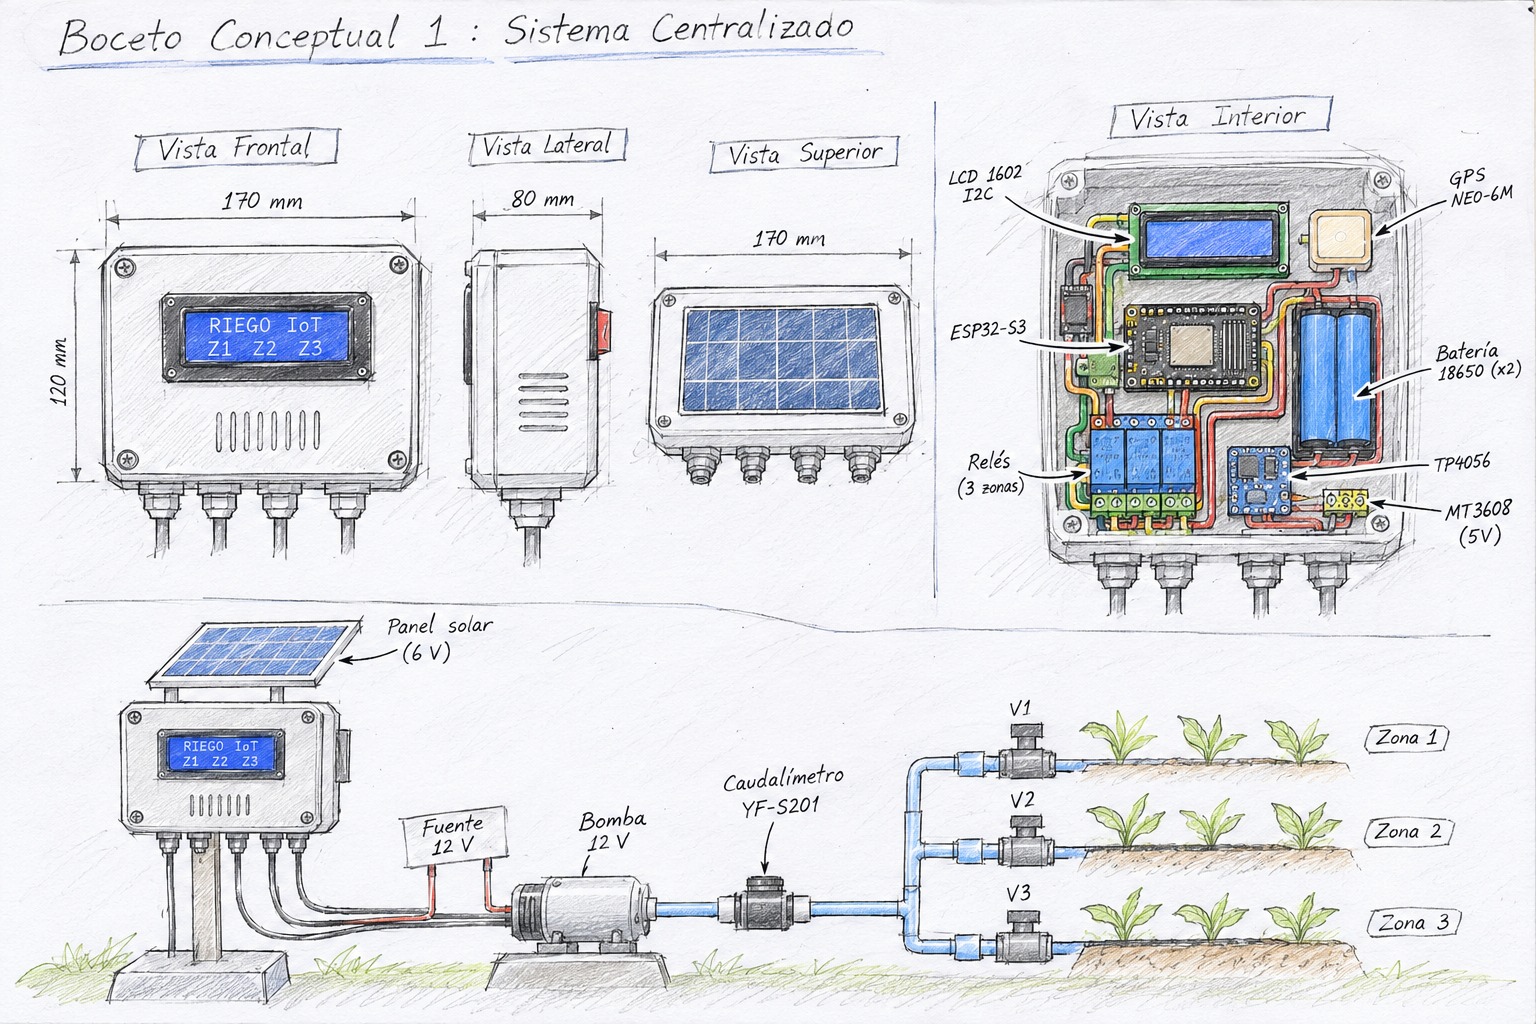 Boceto Conceptual 1 : Sistema Centralizado
Vista Frontal
170 mm
120 mm
RIEGO IoT
Z1 Z2 Z3
Vista Lateral
80 mm
Vista Superior
170 mm
Vista Interior
LCD 1602
I2C
GPS
NEO-6M
ESP32-S3
Batería
18650 (x2)
Relés
(3 zonas)
TP4056
MT3608
(5V)
Panel solar
(6 V)
RIEGO IoT
Z1 Z2 Z3
Fuente
12 V
Bomba
12 V
Caudalímetro
YF-S201
V1
Zona 1
V2
Zona 2
V3
Zona 3